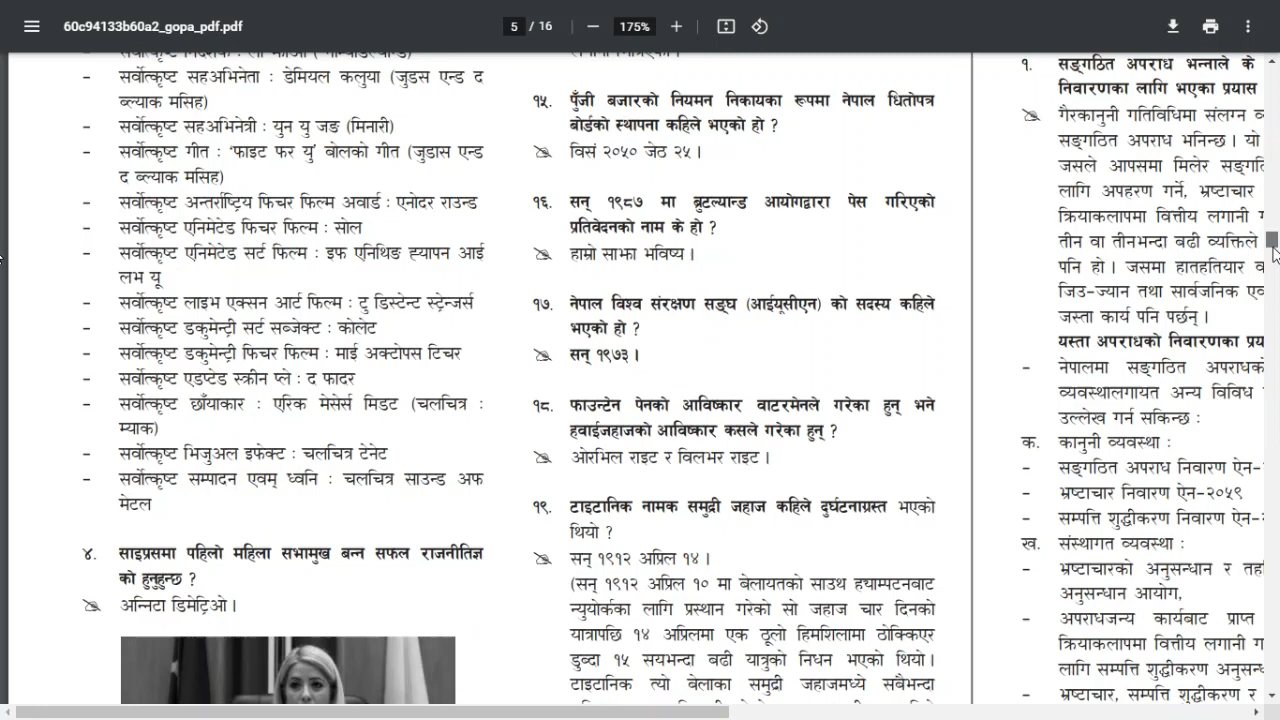 60c94133b60a2_gopa_pdf.pdf
5 / 16
175%
- सर्वोत्कृष्ट सहअभिनेता : डेमियल कलुया (जुडस एन्ड द
ब्ल्याक मसिह)
- सर्वोत्कृष्ट सहअभिनेत्री : युन यु जङ (मिनारी)
- सर्वोत्कृष्ट गीत : 'फाइट फर यु' बोलको गीत (जुडास एन्ड
द ब्ल्याक मसिह)
- सर्वोत्कृष्ट अन्तर्राष्ट्रिय फिचर फिल्म अवार्ड : एनोदर राउन्ड
- सर्वोत्कृष्ट एनिमेटेड फिचर फिल्म : सोल
- सर्वोत्कृष्ट एनिमेटेड सर्ट फिल्म : इफ एनिथिङ ह्यापन आई
लभ यू
- सर्वोत्कृष्ट लाइभ एक्सन आर्ट फिल्म : टु डिस्टेन्ट स्ट्रेन्जर्स
- सर्वोत्कृष्ट डकुमेन्ट्री सर्ट सब्जेक्ट : कोलेट
- सर्वोत्कृष्ट डकुमेन्ट्री फिचर फिल्म : माई अक्टोपस टिचर
- सर्वोत्कृष्ट एडप्टेड स्क्रीन प्ले : द फादर
- सर्वोत्कृष्ट छाँयाकार : एरिक मेसेर्स मिडट (चलचित्र :
म्याक)
- सर्वोत्कृष्ट भिजुअल इफेक्ट : चलचित्र टेनेट
- सर्वोत्कृष्ट सम्पादन एवम् ध्वनि : चलचित्र साउन्ड अफ
मेटल
४. साइप्रसमा पहिलो महिला सभामुख बन्न सफल राजनीतिज्ञ
को हुनुहुन्छ ?
अन्निटा डिमेट्रिओ।
१५. पुँजी बजारको नियमन निकायका रूपमा नेपाल धितोपत्र
बोर्डको स्थापना कहिले भएको हो ?
विसं २०५० जेठ २५।
१६. सन् १९८७ मा ब्रुटल्यान्ड आयोगद्वारा पेस गरिएको
प्रतिवेदनको नाम के हो ?
हाम्रो साझा भविष्य।
१७. नेपाल विश्व संरक्षण सङ्घ (आईयूसीएन) को सदस्य कहिले
भएको हो ?
सन् १९७३।
१८. फाउन्टेन पेनको आविष्कार वाटरमेनले गरेका हुन् भने
हवाईजहाजको आविष्कार कसले गरेका हुन् ?
ओरभिल राइट र विलभर राइट।
१९. टाइटानिक नामक समुद्री जहाज कहिले दुर्घटनाग्रस्त भएको
थियो ?
सन् १९१२ अप्रिल १४।
(सन् १९१२ अप्रिल १० मा बेलायतको साउथ हयाम्पटनबाट
न्युयोर्कका लागि प्रस्थान गरेको सो जहाज चार दिनको
यात्रापछि १४ अप्रिलमा एक ठूलो हिमशिलामा ठोक्किएर
डुब्दा १५ सयभन्दा बढी यात्रुको निधन भएको थियो।
टाइटानिक त्यो बेलाका समुद्री जहाजमध्ये सबैभन्दा
१. सङ्गठित अपराध भन्नाले के
निवारणका लागि भएका प्रयास
गैरकानुनी गतिविधिमा संलग्न
सङ्गठित अपराध भनिन्छ। यो
जसले आपसमा मिलेर सङ्गठि
लागि अपहरण गर्ने, भ्रष्टाचार
क्रियाकलापमा वित्तीय लगानी
तीन वा तीनभन्दा बढी व्यक्तिले
पनि हो। जसमा हातहतियार
जिउ-ज्यान तथा सार्वजनिक
जस्ता कार्य पनि पर्छन्।
यस्ता अपराधको निवारणका प्रय
- नेपालमा सङ्गठित अपराधको
व्यवस्थालगायत अन्य विविध
उल्लेख गर्न सकिन्छ :
क. कानुनी व्यवस्था :
- सङ्गठित अपराध निवारण ऐन-
- भ्रष्टाचार निवारण ऐन-२०५९
- सम्पत्ति शुद्धीकरण निवारण ऐन-
ख. संस्थागत व्यवस्था :
- भ्रष्टाचारको अनुसन्धान र तह
अनुसन्धान आयोग,
- अपराधजन्य कार्यबाट प्राप्त
क्रियाकलापमा वित्तीय लगानी
लागि सम्पत्ति शुद्धीकरण अनुसन्
- भ्रष्टाचार, सम्पत्ति शुद्धीकरण र